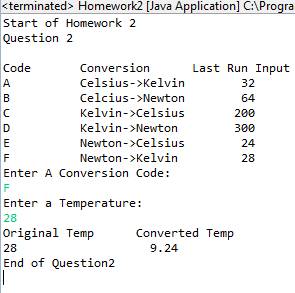 <terminated> Homework2 [Java Application] C:\Progra
Start of Homework 2
Question 2
Code Conversion Last Run Input
A Celsius->Kelvin 32
B Celcius->Newton 64
C Kelvin->Celsius 200
D Kelvin->Newton 300
E Newton->Celsius 24
F Newton->Kelvin 28
Enter A Conversion Code:
F
Enter a Temperature:
28
Original Temp Converted Temp
28 9.24
End of Question2